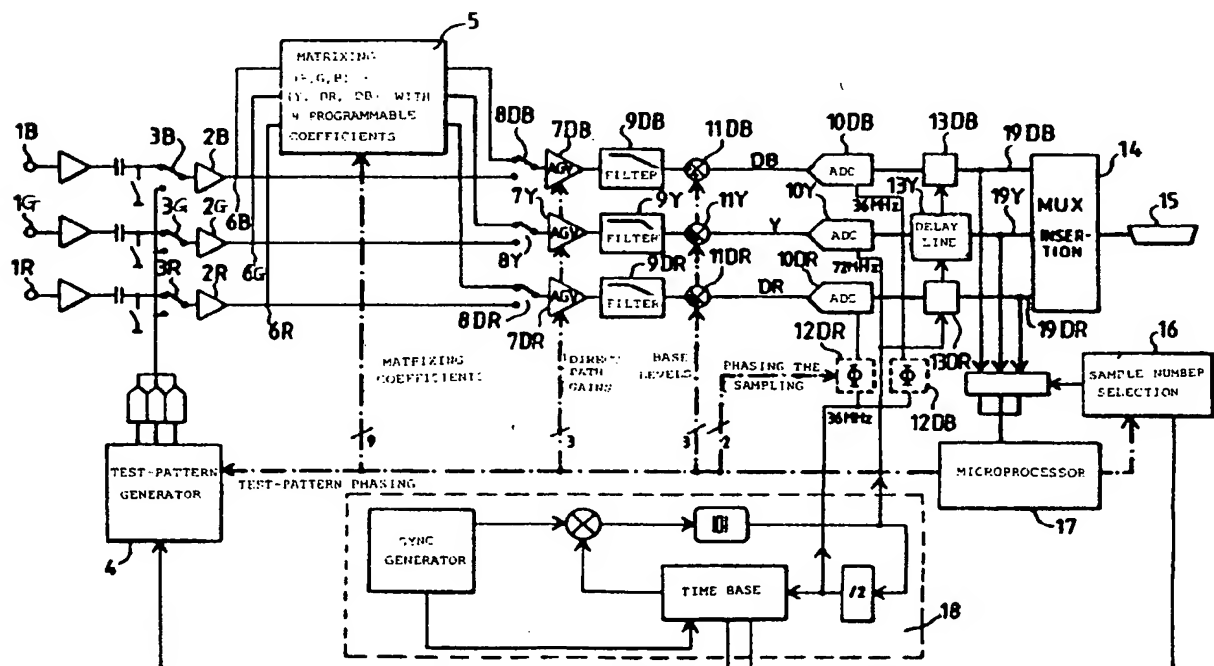 5
MATRIXING
(R,G,B) -
(Y, DR, DB) WITH
9 PROGRAMMABLE
COEFFICIENTS
1B
3B
2B
6B
8DB
7DB
AGV
9DB
FILTER
11DB
DB
10DB
ADC
36MHz
13DB
19DB
14
MUX
INSERTION
15
1G
3G
2G
6G
7Y
AGV
8Y
9Y
FILTER
11Y
Y
10Y
ADC
72MHz
13Y
DELAY
LINE
19Y
1R
3R
2R
6R
8DR
7DR
AGV
9DR
FILTER
11DR
DR
10DR
ADC
13DR
19DR
16
SAMPLE NUMBER
SELECTION
MATRIXING
COEFFICIENTS
DIRECT
PATH
GAINS
BASE
LEVELS
PHASING THE
SAMPLING
12DR
Φ
Φ
12DB
36MHz
9
3
3
2
TEST-PATTERN
GENERATOR
4
TEST-PATTERN PHASING
MICROPROCESSOR
17
SYNC
GENERATOR
TIME BASE
/2
18